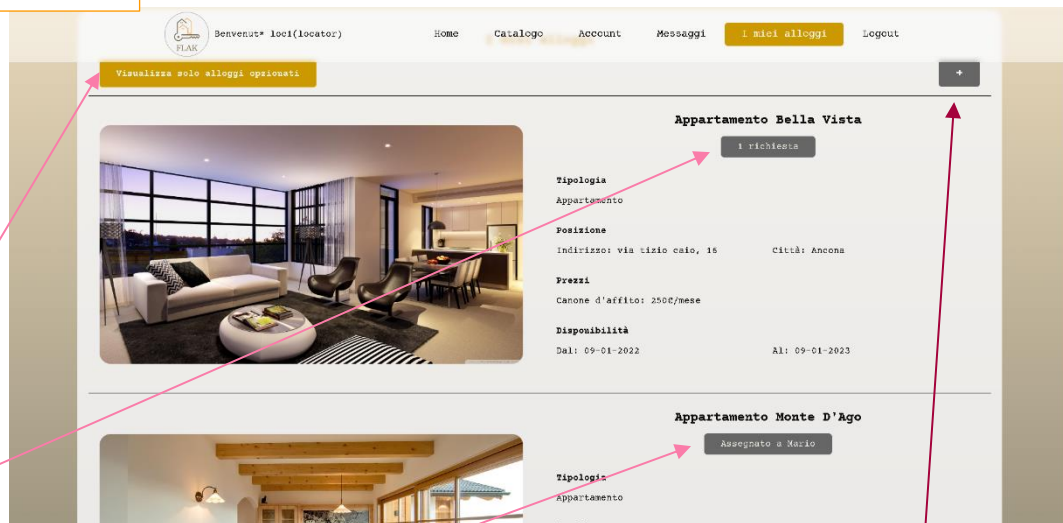 FLAK
Benvenut* loci(locator)
Home
Catalogo
Account
Messaggi
I miei alloggi
Logout
I miei alloggi
Visualizza solo alloggi opzionati
+
Appartamento Bella Vista
1 richiesta
Tipologia
Appartamento
Posizione
Indirizzo: via tizio caio, 16
Città: Ancona
Prezzi
Canone d'affito: 250€/mese
Disponibilità
Dal: 09-01-2022
Al: 09-01-2023
Appartamento Monte D'Ago
Assegnato a Mario
Tipologia
Appartamento